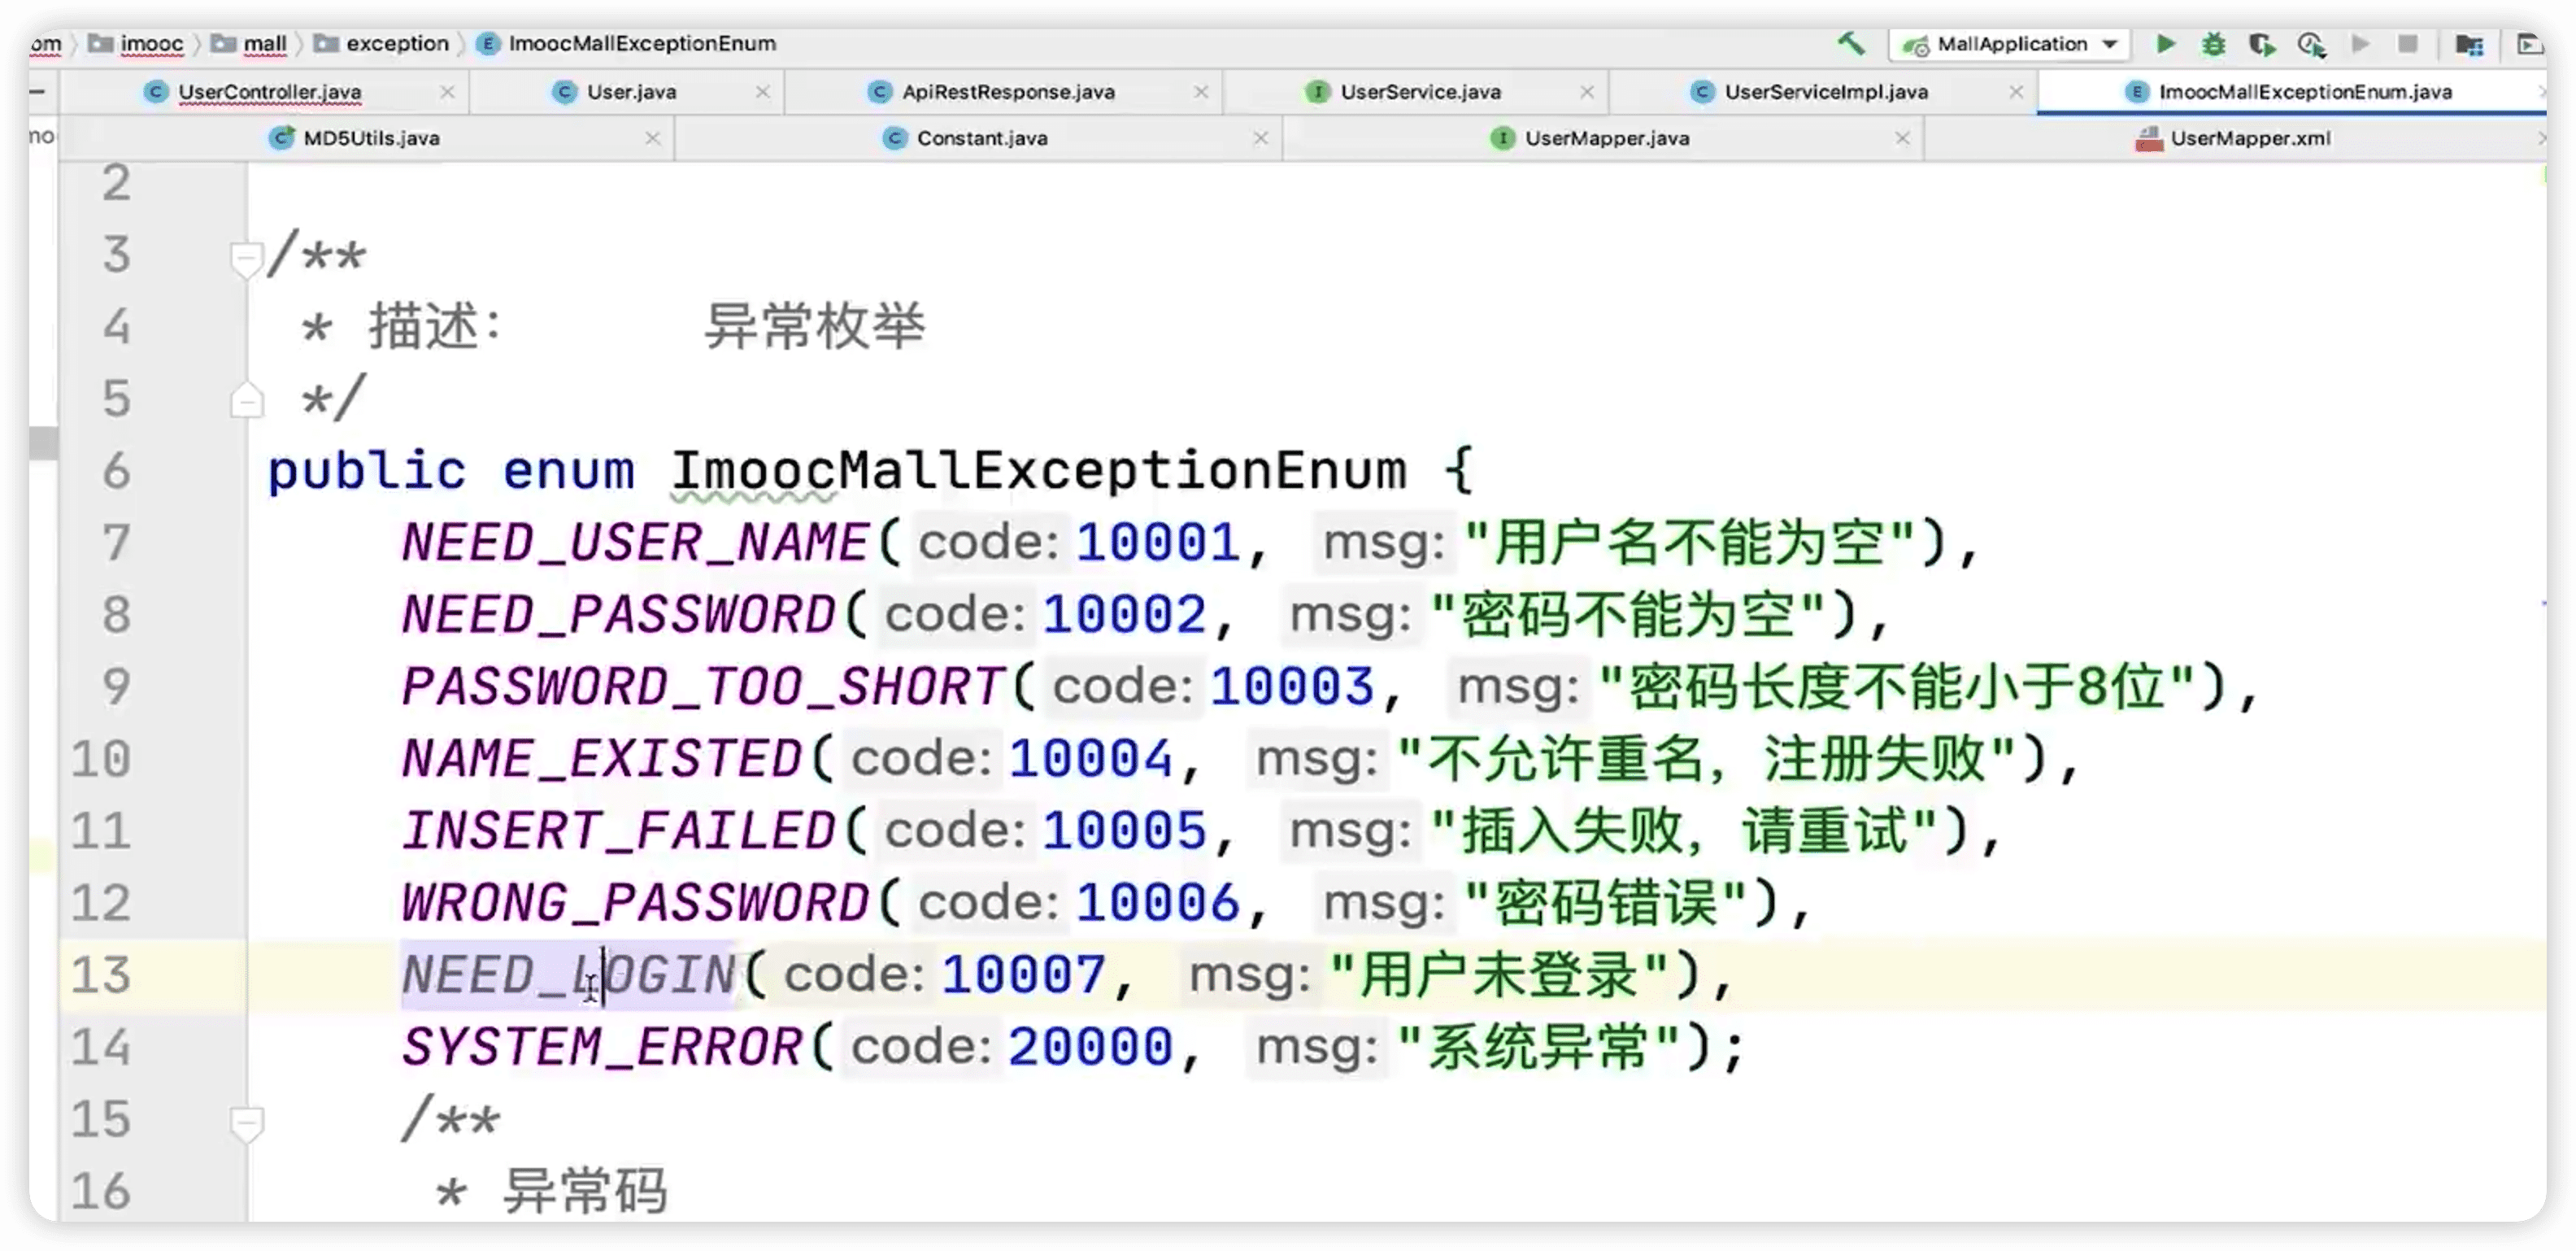 om imooc mall exception ImoocMallExceptionEnum MallApplication
UserController.java User.java ApiRestResponse.java UserService.java UserServiceImpl.java ImoocMallExceptionEnum.java
MD5Utils.java Constant.java UserMapper.java UserMapper.xml
2
3 /**
4 * 描述: 异常枚举
5 */
6 public enum ImoocMallExceptionEnum {
7 NEED_USER_NAME( code: 10001, msg: "用户名不能为空"),
8 NEED_PASSWORD( code: 10002, msg: "密码不能为空"),
9 PASSWORD_TOO_SHORT( code: 10003, msg: "密码长度不能小于8位"),
10 NAME_EXISTED( code: 10004, msg: "不允许重名，注册失败"),
11 INSERT_FAILED( code: 10005, msg: "插入失败，请重试"),
12 WRONG_PASSWORD( code: 10006, msg: "密码错误"),
13 NEED_LOGIN( code: 10007, msg: "用户未登录"),
14 SYSTEM_ERROR( code: 20000, msg: "系统异常");
15 /**
16 * 异常码